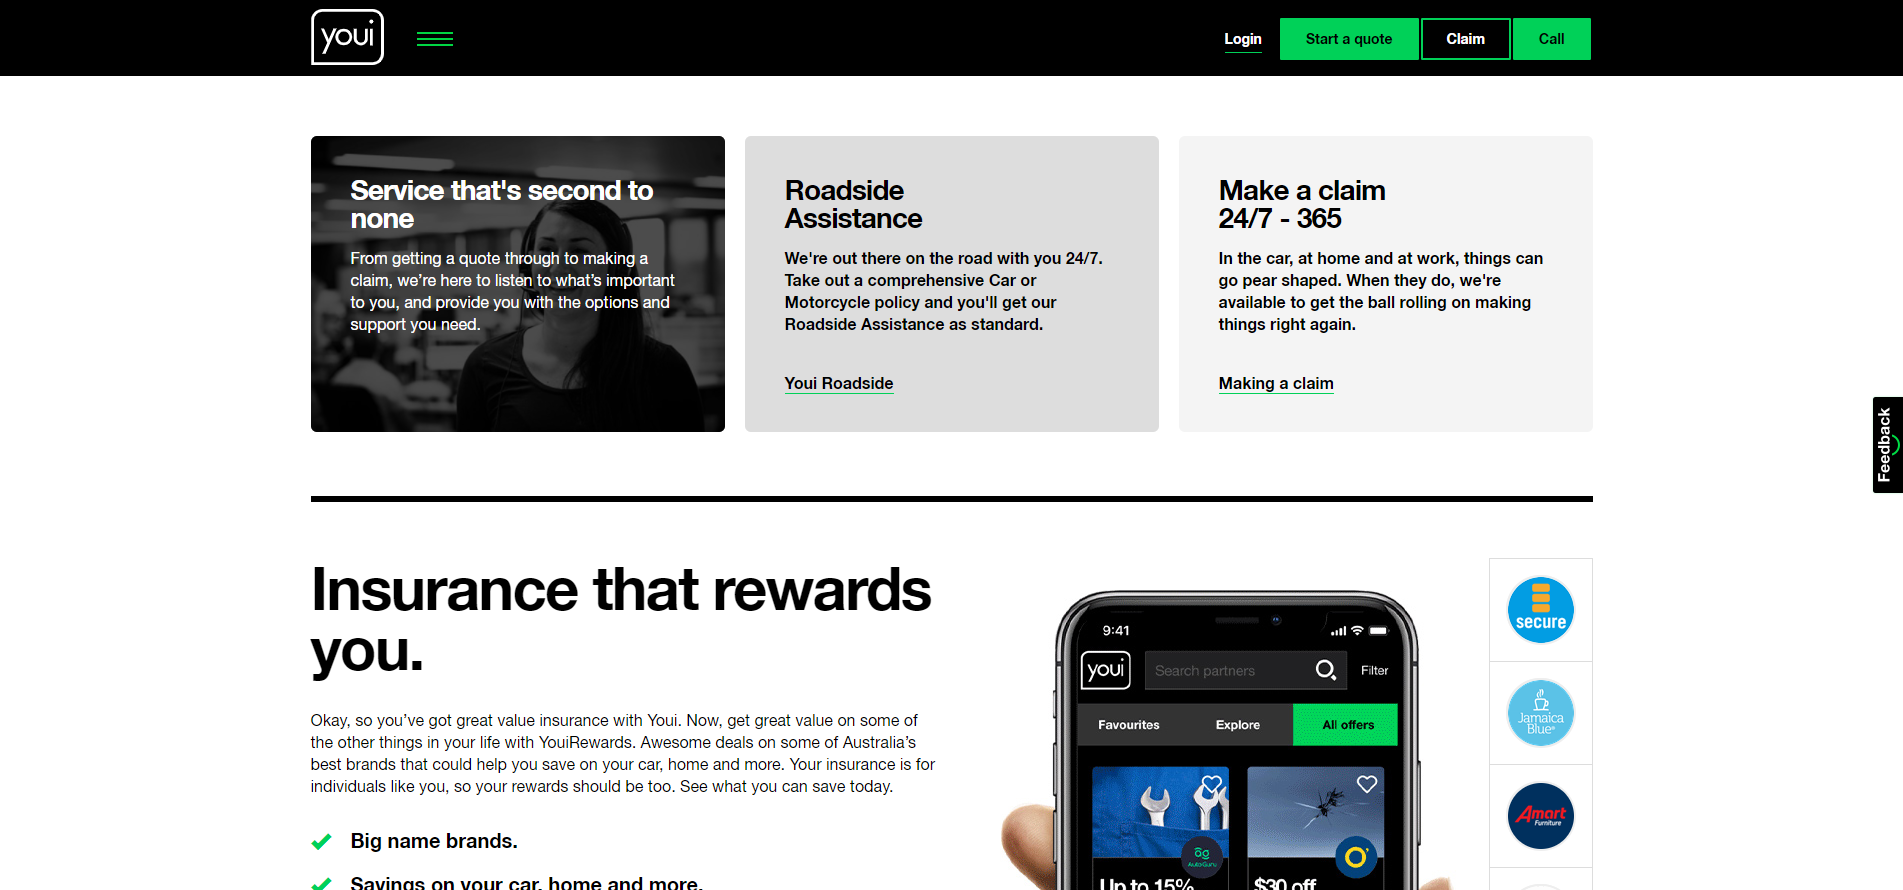 youi
Login
Start a quote
Claim
Call
Service that's second to
none
From getting a quote through to making a
claim, we’re here to listen to what’s important
to you, and provide you with the options and
support you need.
Roadside
Assistance
We're out there on the road with you 24/7.
Take out a comprehensive Car or
Motorcycle policy and you'll get our
Roadside Assistance as standard.
Youi Roadside
Make a claim
24/7 - 365
In the car, at home and at work, things can
go pear shaped. When they do, we're
available to get the ball rolling on making
things right again.
Making a claim
Feedback
Insurance that rewards
you.
Okay, so you’ve got great value insurance with Youi. Now, get great value on some of
the other things in your life with YouiRewards. Awesome deals on some of Australia’s
best brands that could help you save on your car, home and more. Your insurance is for
individuals like you, so your rewards should be too. See what you can save today.
Big name brands.
Savings on your car, home and more.
9:41
youi
Search partners
Filter
Favourites
Explore
All offers
AutoGuru
Up to 15%
$30 off
secure
Jamaica
Blue
Amart
Furniture